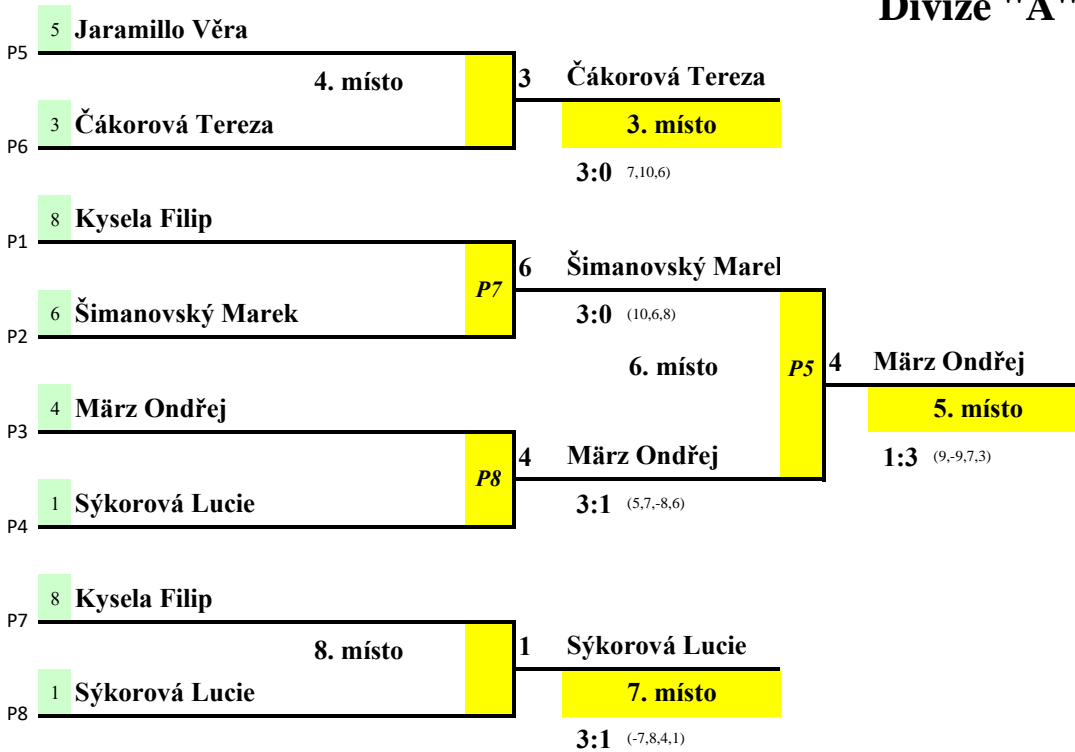 Divize "A"
5 Jaramillo Věra
P5
4. místo
3 Čákorová Tereza
3 Čákorová Tereza
3. místo
P6
3:0 7,10,6)
8 Kysela Filip
P1
6 Šimanovský Marek
P7
6 Šimanovský Marek
3:0 (10,6,8)
P2
6. místo
P5
4 März Ondřej
4 März Ondřej
5. místo
P3
4 März Ondřej
1:3 (9,-9,7,3)
P8
1 Sýkorová Lucie
3:1 (5,7,-8,6)
P4
8 Kysela Filip
P7
8. místo
1 Sýkorová Lucie
1 Sýkorová Lucie
7. místo
P8
3:1 (-7,8,4,1)